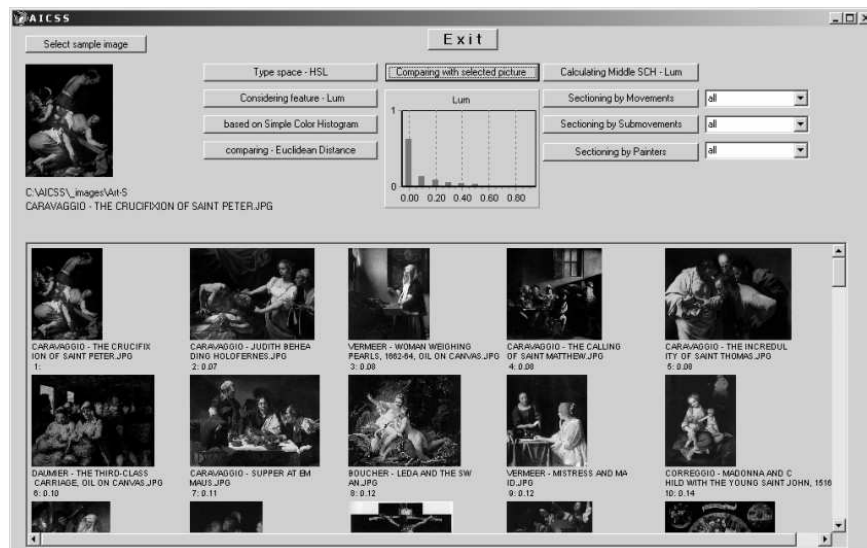 AICSS
Select sample image
Exit
Type space - HSL
Comparing with selected picture
Calculating Middle SCH - Lum
Considering feature - Lum
Lum
Sectioning by Movements
all
based on Simple Color Histogram
Sectioning by Submovements
all
comparing - Euclidean Distance
Sectioning by Painters
all
1
0
0.00 0.20 0.40 0.60 0.80
C:\AICSS\_images\Art-S
CARAVAGGIO - THE CRUCIFIXION OF SAINT PETER.JPG
CARAVAGGIO - THE CRUCIFIX
ION OF SAINT PETER.JPG
1:
CARAVAGGIO - JUDITH BEHEA
DING HOLOFERNES.JPG
2: 0.07
VERMEER - WOMAN WEIGHING
PEARLS, 1662-64, OIL ON CANVAS.JPG
3: 0.08
CARAVAGGIO - THE CALLING
OF SAINT MATTHEW.JPG
4: 0.08
CARAVAGGIO - THE INCREDUL
ITY OF SAINT THOMAS.JPG
5: 0.08
DAUMIER - THE THIRD-CLASS
CARRIAGE, OIL ON CANVAS.JPG
6: 0.10
CARAVAGGIO - SUPPER AT EM
MAUS.JPG
7: 0.11
BOUCHER - LEDA AND THE SW
AN.JPG
8: 0.12
VERMEER - MISTRESS AND MA
ID.JPG
9: 0.12
CORREGGIO - MADONNA AND C
HILD WITH THE YOUNG SAINT JOHN, 1516
10: 0.14